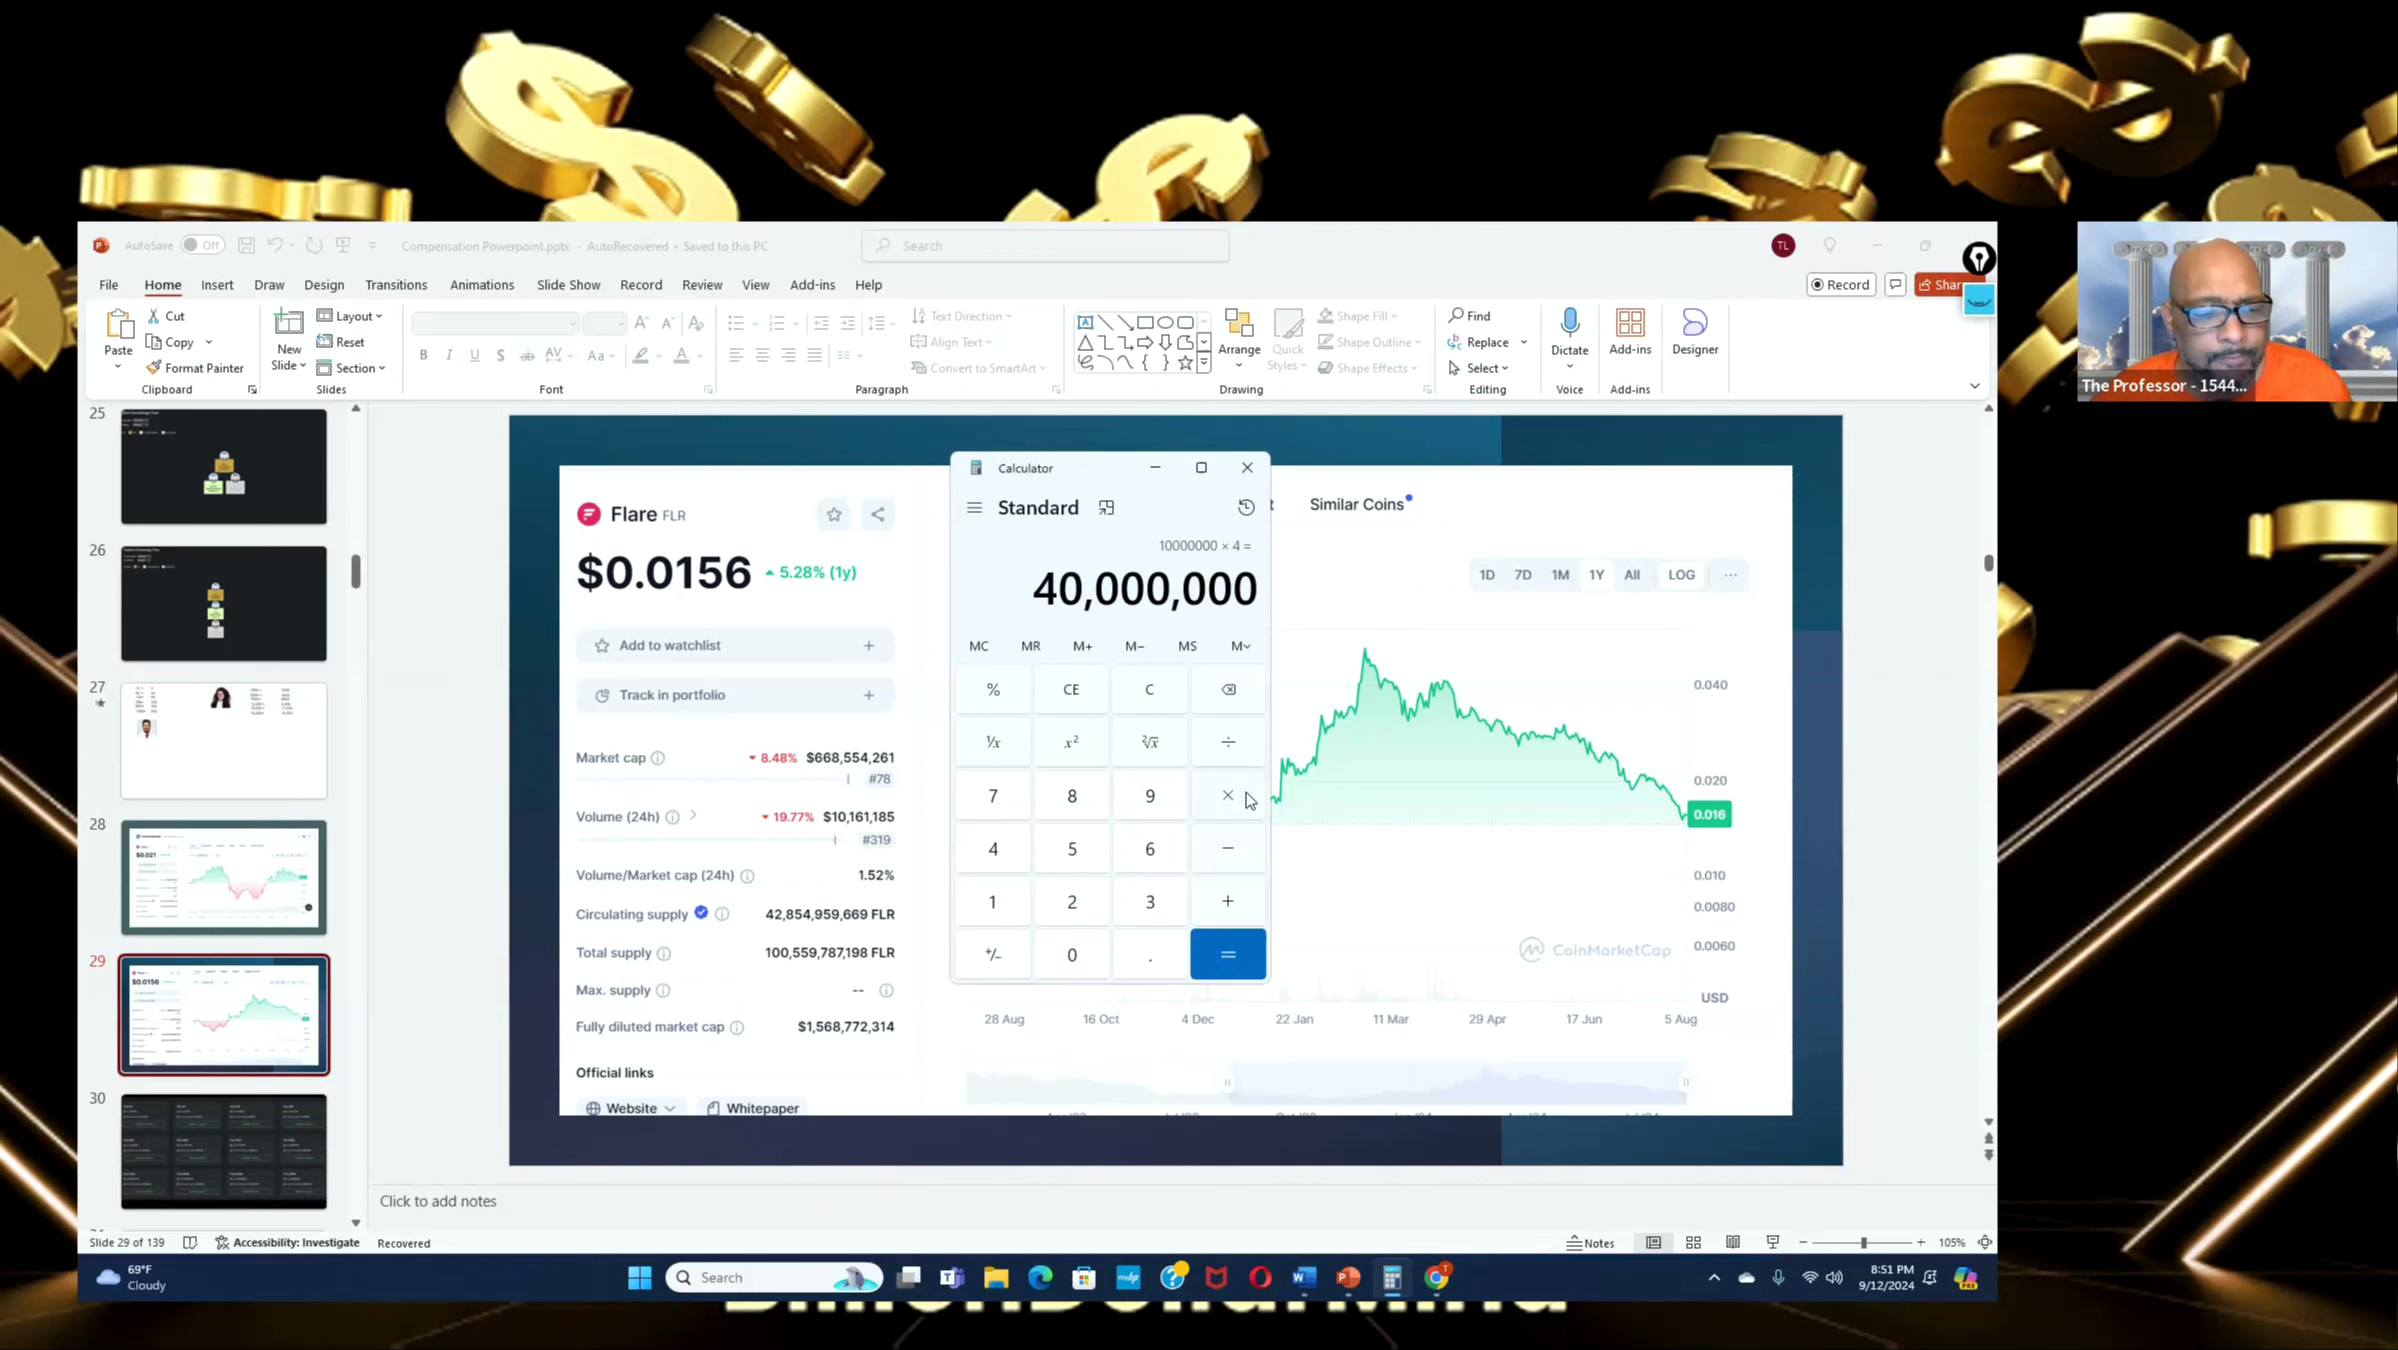 AutoSave Off Compensation Powerpoint.pptx - AutoRecovered • Saved to this PC Search TL
File Home Insert Draw Design Transitions Animations Slide Show Record Review View Add-ins Help Record Shar
Paste Cut Copy Format Painter Clipboard
New Slide Layout Reset Section Slides
B I U S ab AV Aa A Font
Text Direction Align Text Convert to SmartArt Paragraph
Arrange Quick Styles Shape Fill Shape Outline Shape Effects Drawing
Find Replace Select Editing
Dictate Voice
Add-ins Add-ins
Designer
The Professor - 1544...
25
26
27
28
29
30
Flare FLR
$0.0156 5.28% (1y)
Add to watchlist +
Track in portfolio +
Market cap 8.48% $668,554,261
#78
Volume (24h) 19.77% $10,161,185
#319
Volume/Market cap (24h) 1.52%
Circulating supply 42,854,959,669 FLR
Total supply 100,559,787,198 FLR
Max. supply --
Fully diluted market cap $1,568,772,314
Official links
Website Whitepaper
Calculator
Standard
10000000 × 4 =
40,000,000
MC MR M+ M− MS M
% CE C
1/x x² ²√x ÷
7 8 9 ×
4 5 6 −
1 2 3 +
+/− 0 . =
t Similar Coins
1D 7D 1M 1Y All LOG ...
0.040
0.020
0.016
0.010
0.0080
0.0060
CoinMarketCap
USD
28 Aug 16 Oct 4 Dec 22 Jan 11 Mar 29 Apr 17 Jun 5 Aug
Click to add notes
Slide 29 of 139 Accessibility: Investigate Recovered Notes − + 105%
69°F
Cloudy
Search
8:51 PM
9/12/2024